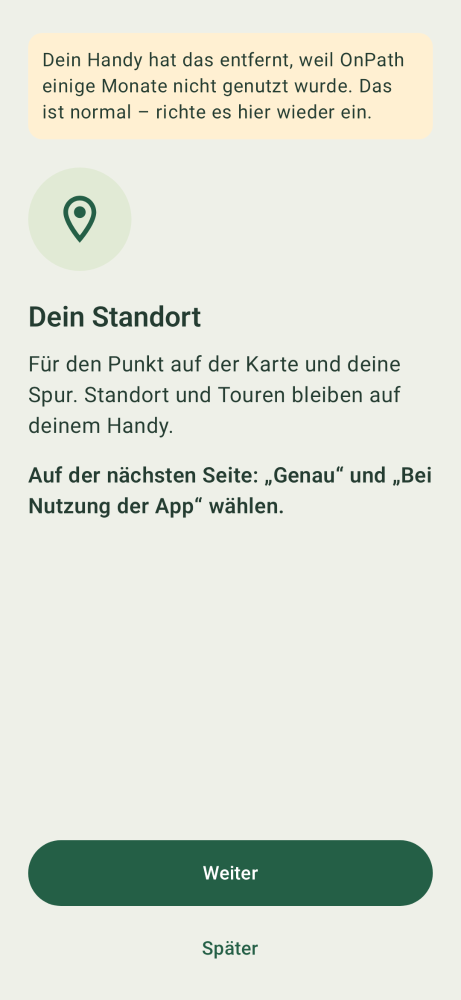 Dein Handy hat das entfernt, weil OnPath
einige Monate nicht genutzt wurde. Das
ist normal – richte es hier wieder ein.
Dein Standort
Für den Punkt auf der Karte und deine
Spur. Standort und Touren bleiben auf
deinem Handy.
Auf der nächsten Seite: „Genau“ und „Bei
Nutzung der App“ wählen.
Weiter
Später